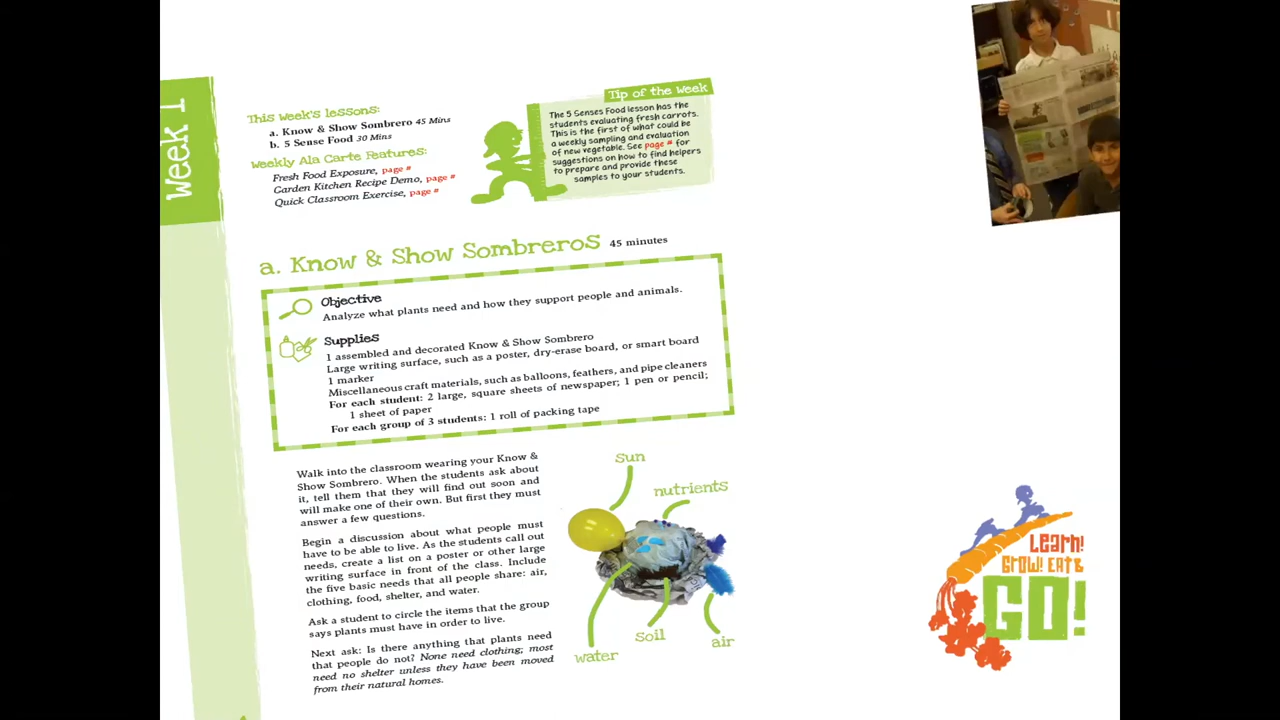 week 1
This week's lessons:
a. Know & Show Sombrero 45 Mins
b. 5 Sense Food 30 Mins
Weekly Ala Carte Features:
Fresh Food Exposure, page #
Garden Kitchen Recipe Demo, page #
Quick Classroom Exercise, page #
Tip of the Week
The 5 Senses Food lesson has the
students evaluating fresh carrots.
This is the first of what could be
a weekly sampling and evaluation
of new vegetable. See page # for
suggestions on how to find helpers
to prepare and provide these
samples to your students.
a. Know & Show Sombreros 45 minutes
Objective
Analyze what plants need and how they support people and animals.
Supplies
1 assembled and decorated Know & Show Sombrero
Large writing surface, such as a poster, dry-erase board, or smart board
1 marker
Miscellaneous craft materials, such as balloons, feathers, and pipe cleaners
For each student: 2 large, square sheets of newspaper; 1 pen or pencil;
1 sheet of paper
For each group of 3 students: 1 roll of packing tape
Walk into the classroom wearing your Know &
Show Sombrero. When the students ask about
it, tell them that they will find out soon and
will make one of their own. But first they must
answer a few questions.
Begin a discussion about what people must
have to be able to live. As the students call out
needs, create a list on a poster or other large
writing surface in front of the class. Include
the five basic needs that all people share: air,
clothing, food, shelter, and water.
Ask a student to circle the items that the group
says plants must have in order to live.
Next ask: Is there anything that plants need
that people do not? None need clothing; most
need no shelter unless they have been moved
from their natural homes.
sun
nutrients
water
soil
air
Learn!
Grow! Eat &
GO!